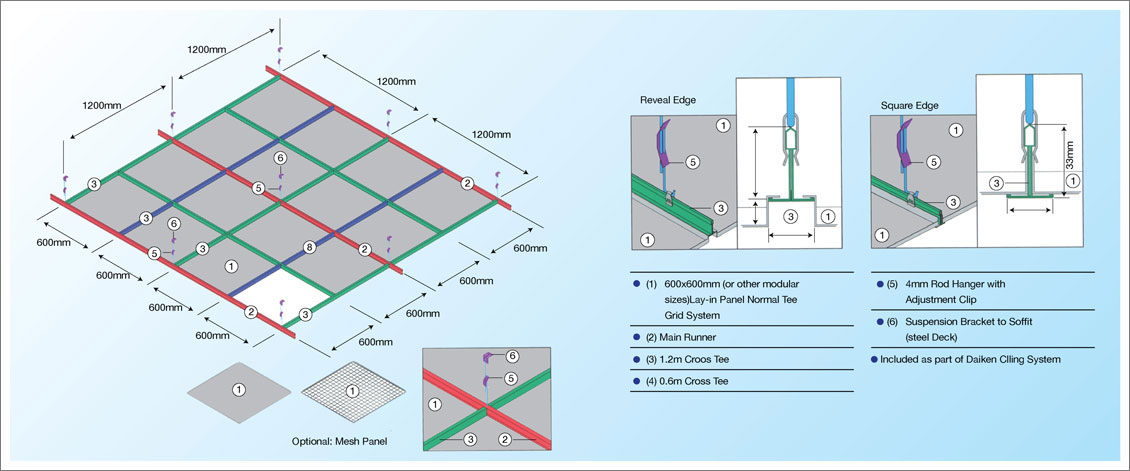 1200mm
1200mm
1200mm
1200mm
3
6
5
2
3
6
5
3
8
2
1
2
3
600mm
600mm
600mm
600mm
600mm
600mm
600mm
600mm
1
1
Optional: Mesh Panel
6
5
1
3
2
Reveal Edge
1
5
3
1
3
1
Square Edge
1
5
3
1
33mm
3
1
(1) 600x600mm (or other modular
sizes)Lay-in Panel Normal Tee
Grid System
(2) Main Runner
(3) 1.2m Croos Tee
(4) 0.6m Cross Tee
(5) 4mm Rod Hanger with
Adjustment Clip
(6) Suspension Bracket to Soffit
(steel Deck)
Included as part of Daiken Clling System